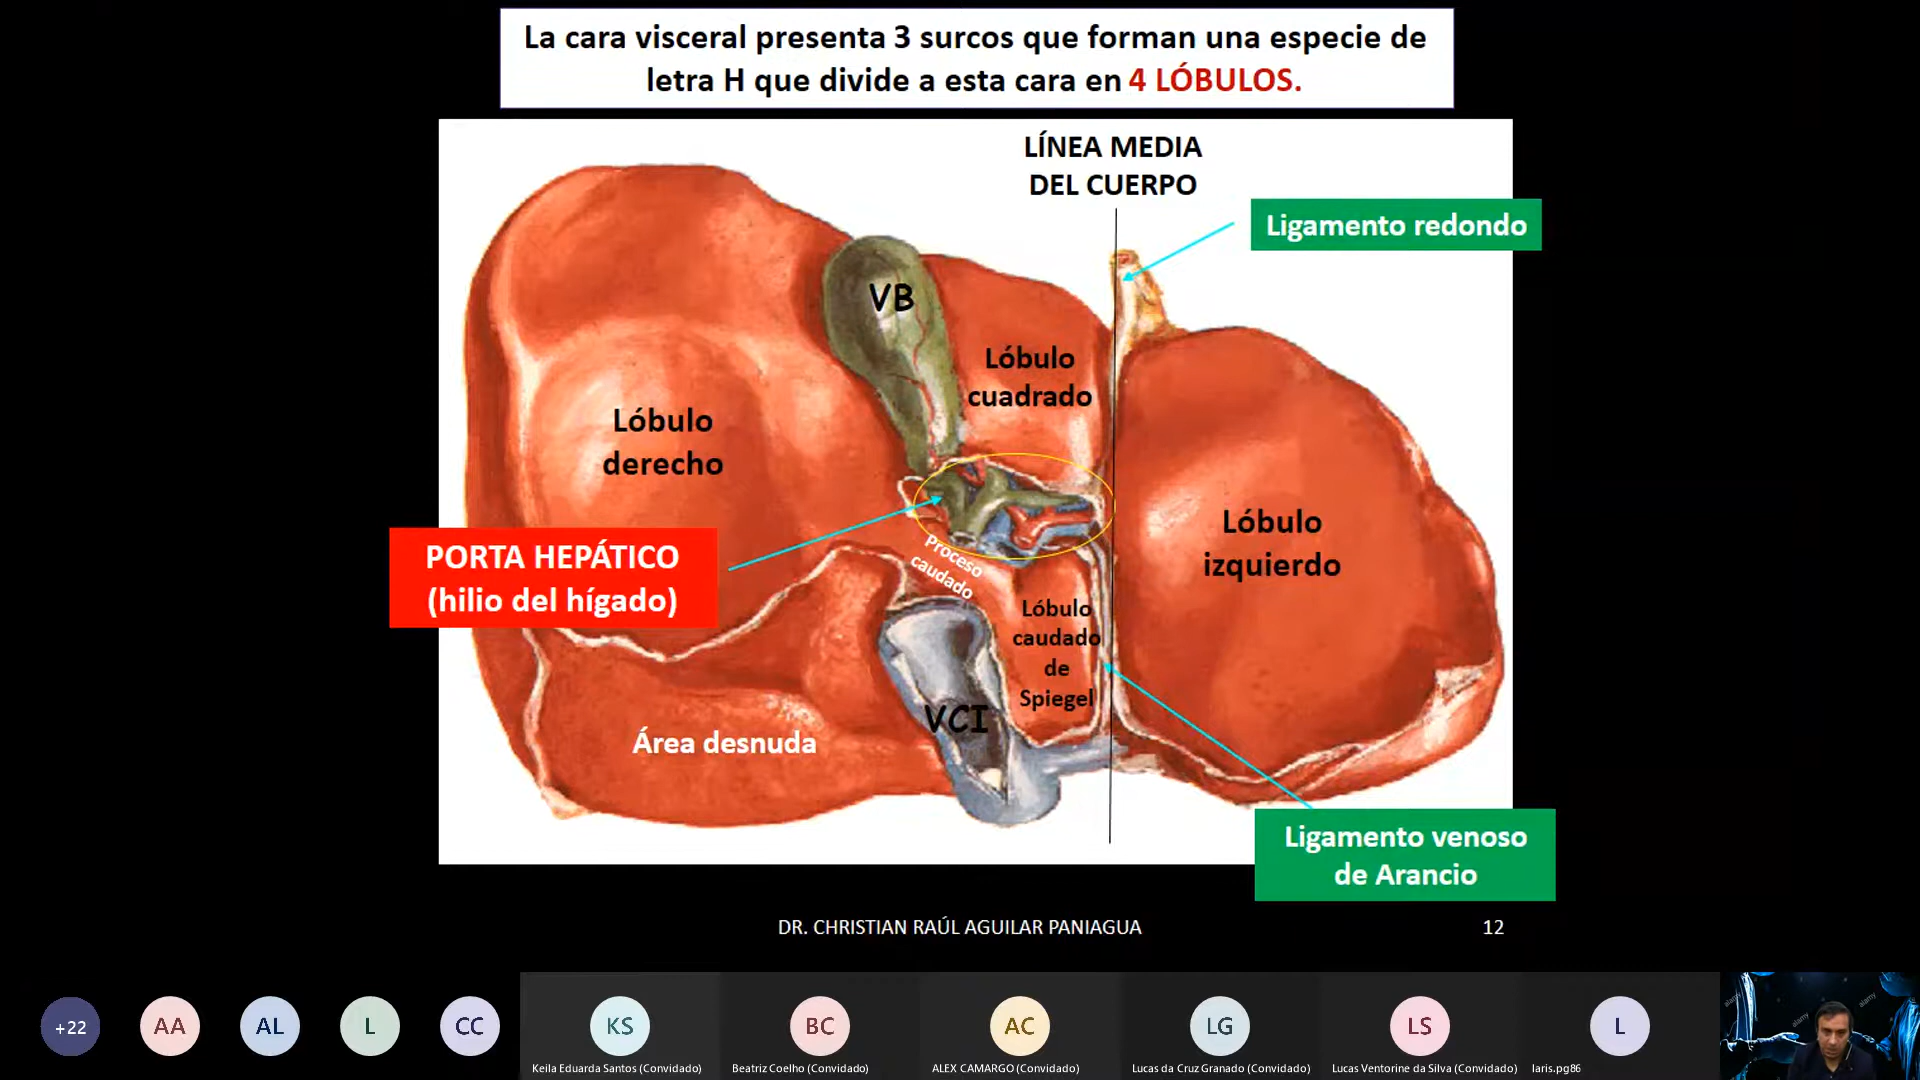 La cara visceral presenta 3 surcos que forman una especie de
letra H que divide a esta cara en 4 LÓBULOS.
LÍNEA MEDIA
DEL CUERPO
Ligamento redondo
VB
Lóbulo
cuadrado
Lóbulo
derecho
Lóbulo
izquierdo
PORTA HEPÁTICO
(hilio del hígado)
Proceso
caudado
Lóbulo
caudado
de
Spiegel
VCI
Área desnuda
Ligamento venoso
de Arancio
DR. CHRISTIAN RAÚL AGUILAR PANIAGUA
12
+22
AA
AL
L
CC
KS
BC
AC
LG
LS
L
Keila Eduarda Santos (Convidado)
Beatriz Coelho (Convidado)
ALEX CAMARGO (Convidado)
Lucas da Cruz Granado (Convidado)
Lucas Ventorine da Silva (Convidado)
laris.pg86
alamy
alamy
alamy